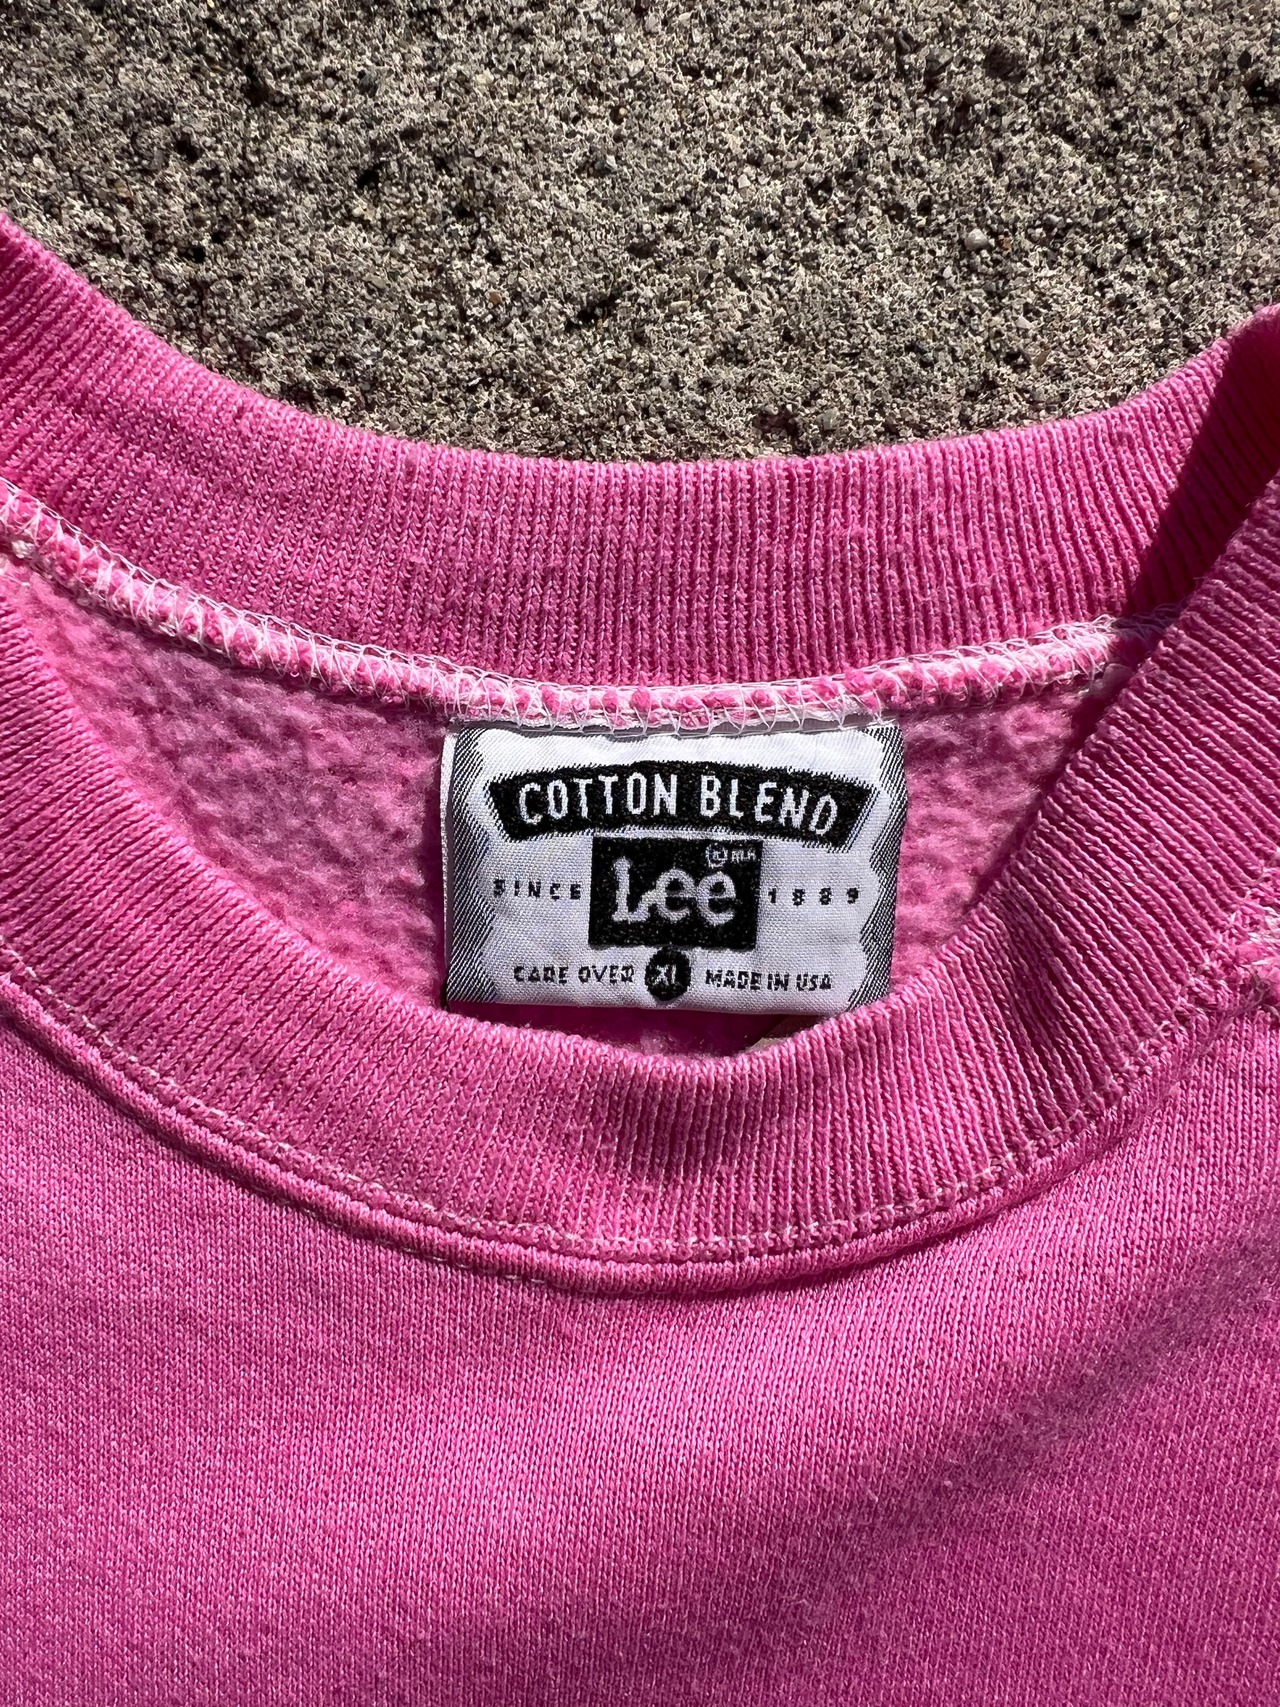 COTTON BLEND
Lee ® M.R.
SINCE 1889
CARE OVER XL MADE IN USA